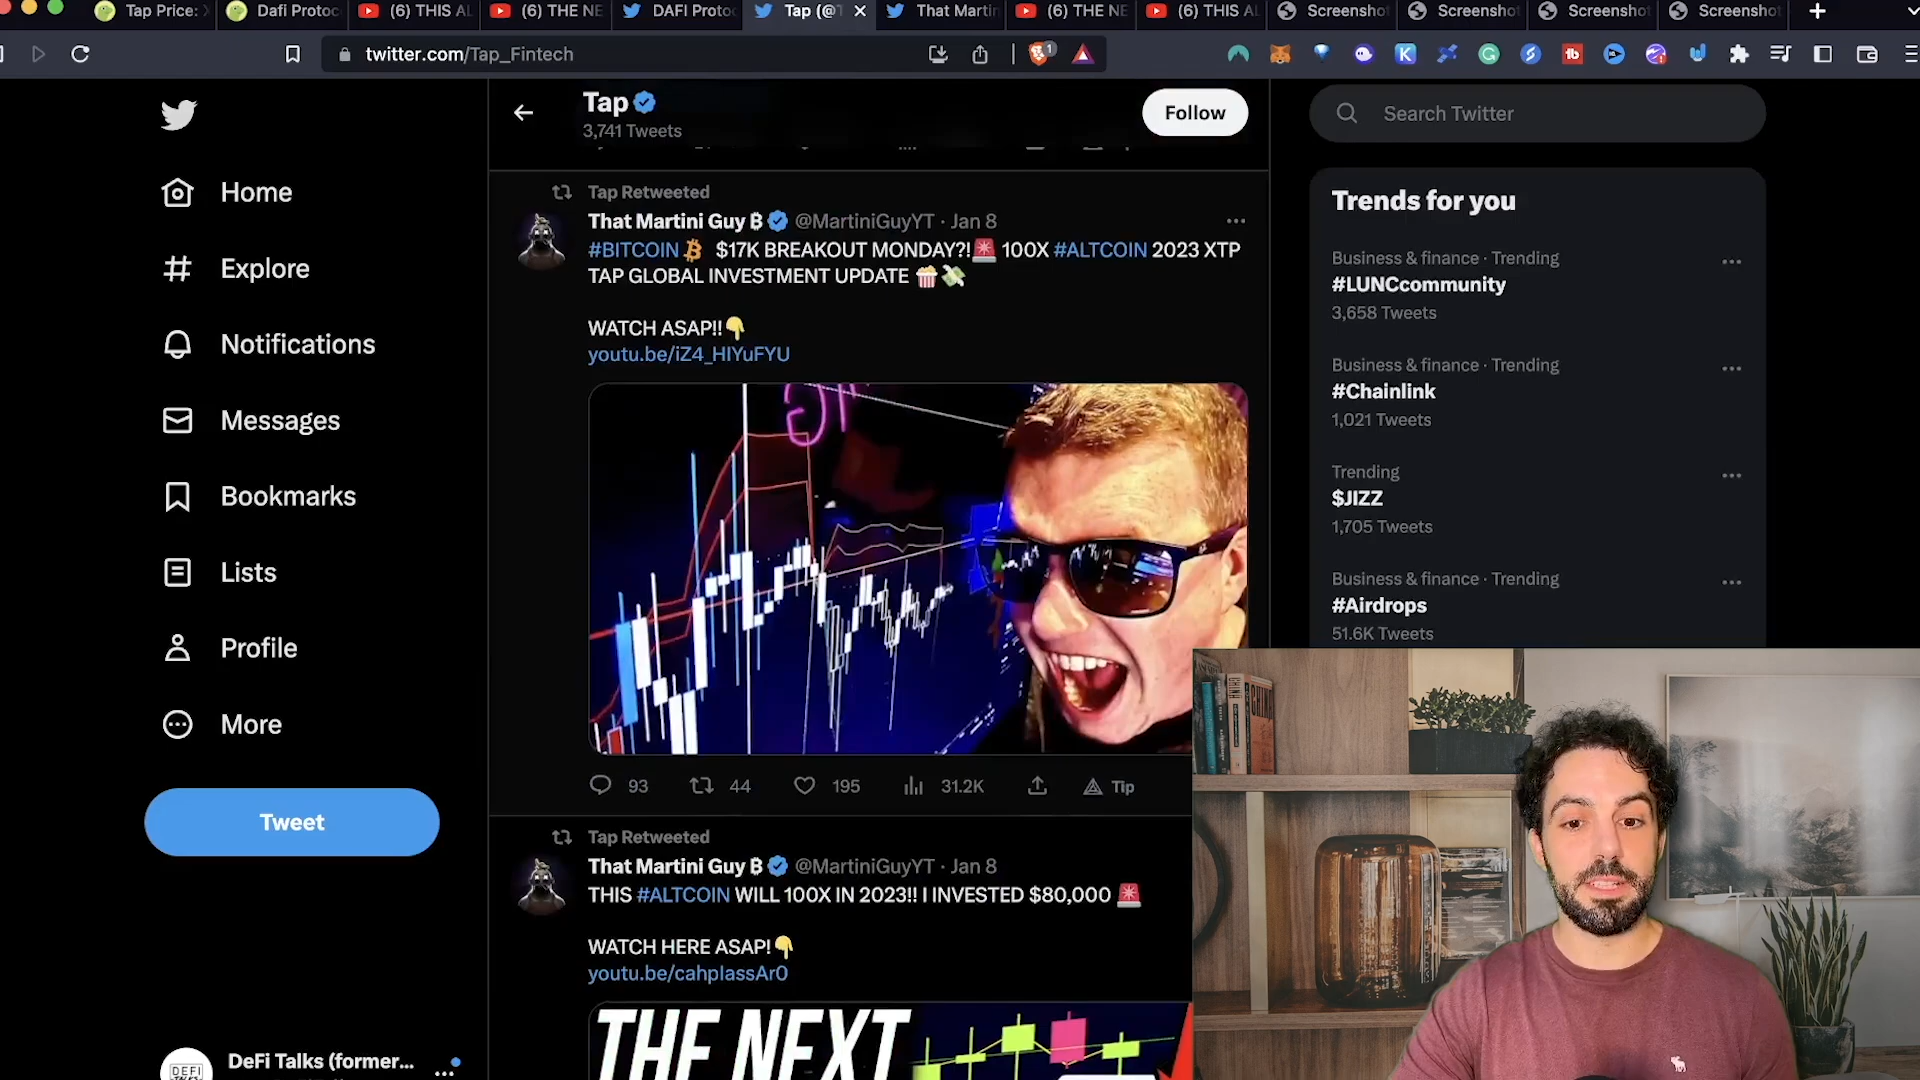 Tap Price: X
Dafi Protoc
(6) THIS AL
(6) THE NE
DAFI Protoc
Tap (@T
That Martin
(6) THE NE
(6) THIS AL
Screenshot
Screenshot
Screenshot
Screenshot
twitter.com/Tap_Fintech
Tap
3,741 Tweets
Follow
Search Twitter
Home
Explore
Notifications
Messages
Bookmarks
Lists
Profile
More
Tweet
DeFi Talks (former...
DEFI
Tap Retweeted
That Martini Guy ₿ @MartiniGuyYT · Jan 8
#BITCOIN $17K BREAKOUT MONDAY?!🚨 100X #ALTCOIN 2023 XTP
TAP GLOBAL INVESTMENT UPDATE 🍿💸
WATCH ASAP!!👇
youtu.be/iZ4_HIYuFYU
93 44 195 31.2K Tip
Tap Retweeted
That Martini Guy ₿ @MartiniGuyYT · Jan 8
THIS #ALTCOIN WILL 100X IN 2023!! I INVESTED $80,000 🚨
WATCH HERE ASAP!👇
youtu.be/cahplassAr0
THE NEXT
Trends for you
Business & finance · Trending
#LUNCcommunity
3,658 Tweets
Business & finance · Trending
#Chainlink
1,021 Tweets
Trending
$JIZZ
1,705 Tweets
Business & finance · Trending
#Airdrops
51.6K Tweets